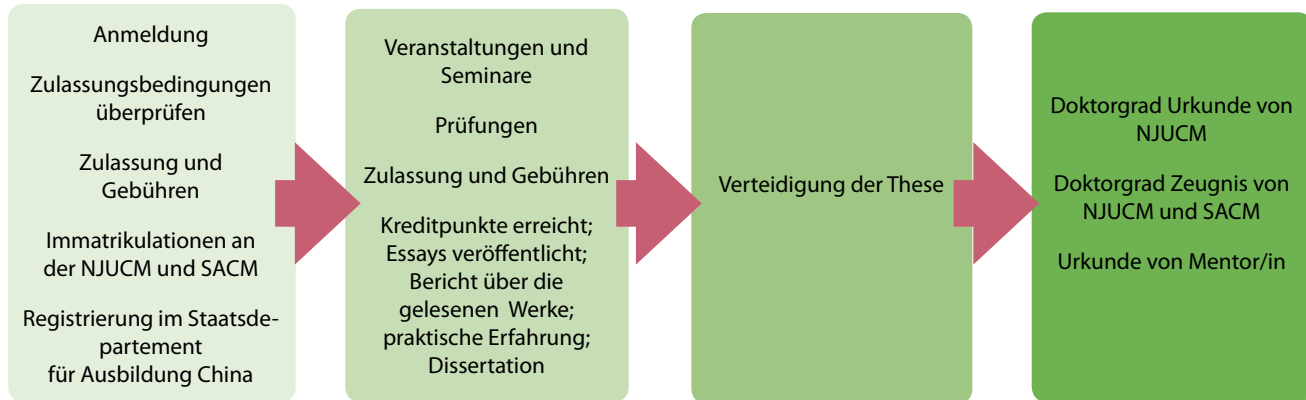 Anmeldung
Zulassungsbedingungen
überprüfen
Zulassung und
Gebühren
Immatrikulationen an
der NJUCM und SACM
Registrierung im Staatsde-
partement
für Ausbildung China
Veranstaltungen und
Seminare
Prüfungen
Zulassung und Gebühren
Kreditpunkte erreicht;
Essays veröffentlicht;
Bericht über die
gelesenen Werke;
praktische Erfahrung;
Dissertation
Verteidigung der These
Doktorgrad Urkunde von
NJUCM
Doktorgrad Zeugnis von
NJUCM und SACM
Urkunde von Mentor/in